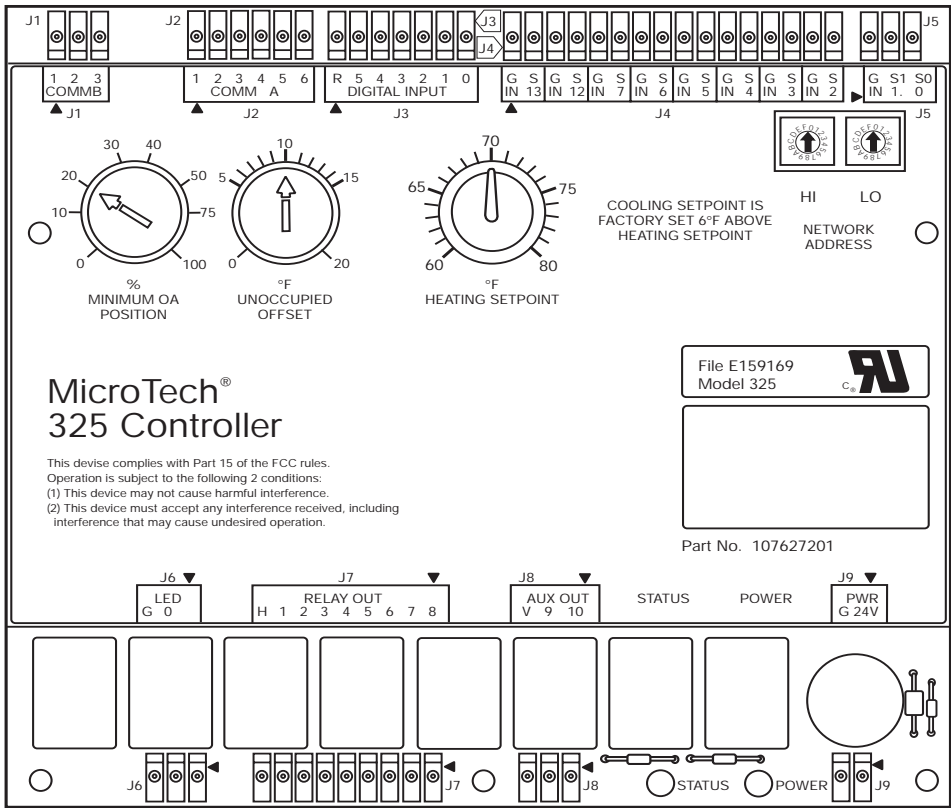 J1 J2 J3 J5
J4
1 2 3 1 2 3 4 5 6 R 5 4 3 2 1 0 G S G S G S G S G S G S G S G S G S1 S0
COMMB COMM A DIGITAL INPUT IN 13 IN 12 IN 7 IN 6 IN 5 IN 4 IN 3 IN 2 IN 1. 0
J1 J2 J3 J4 J5
30 40
20 50
10 75
0 100
%
MINIMUM OA
POSITION
10
5 15
0 20
°F
UNOCCUPIED
OFFSET
70
65 75
60 80
°F
HEATING SETPOINT
COOLING SETPOINT IS
FACTORY SET 6°F ABOVE
HEATING SETPOINT
HI LO
NETWORK
ADDRESS
File E159169
Model 325
C ® RU
MicroTech®
325 Controller
This devise complies with Part 15 of the FCC rules.
Operation is subject to the following 2 conditions:
(1) This device may not cause harmful interference.
(2) This device must accept any interference received, including
interference that may cause undesired operation.
Part No. 107627201
J6 J7 J8 J9
LED RELAY OUT AUX OUT STATUS POWER PWR
G 0 H 1 2 3 4 5 6 7 8 V 9 10 G 24V
J6 J7 J8 STATUS POWER J9